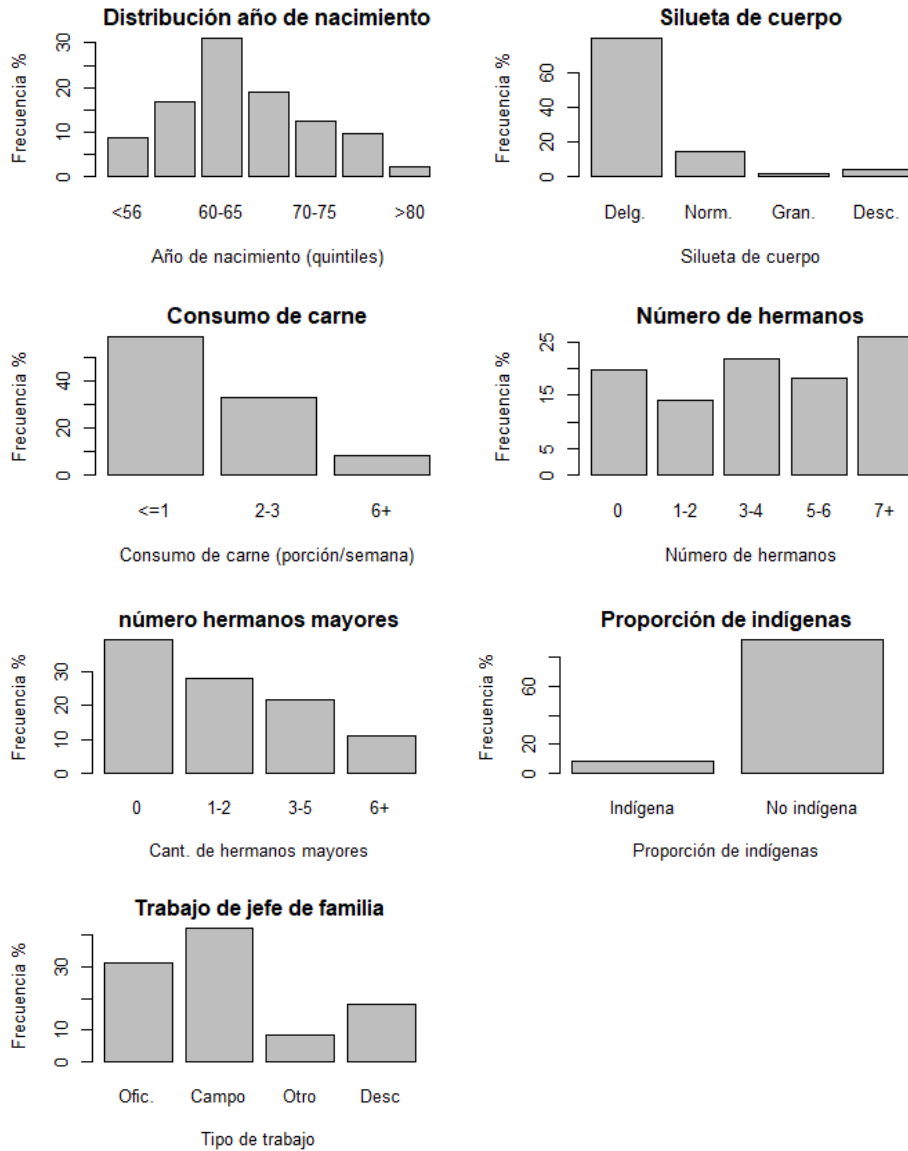 Distribución año de nacimiento
Frecuencia %
0 10 20 30
<56 60-65 70-75 >80
Año de nacimiento (quintiles)
Silueta de cuerpo
Frecuencia %
0 20 40 60
Delg. Norm. Gran. Desc.
Silueta de cuerpo
Consumo de carne
Frecuencia %
0 20 40
<=1 2-3 6+
Consumo de carne (porción/semana)
Número de hermanos
Frecuencia %
0 5 15 25
0 1-2 3-4 5-6 7+
Número de hermanos
número hermanos mayores
Frecuencia %
0 10 20 30
0 1-2 3-5 6+
Cant. de hermanos mayores
Proporción de indígenas
Frecuencia %
0 20 60
Indígena No indígena
Proporción de indígenas
Trabajo de jefe de familia
Frecuencia %
0 10 30
Ofic. Campo Otro Desc
Tipo de trabajo